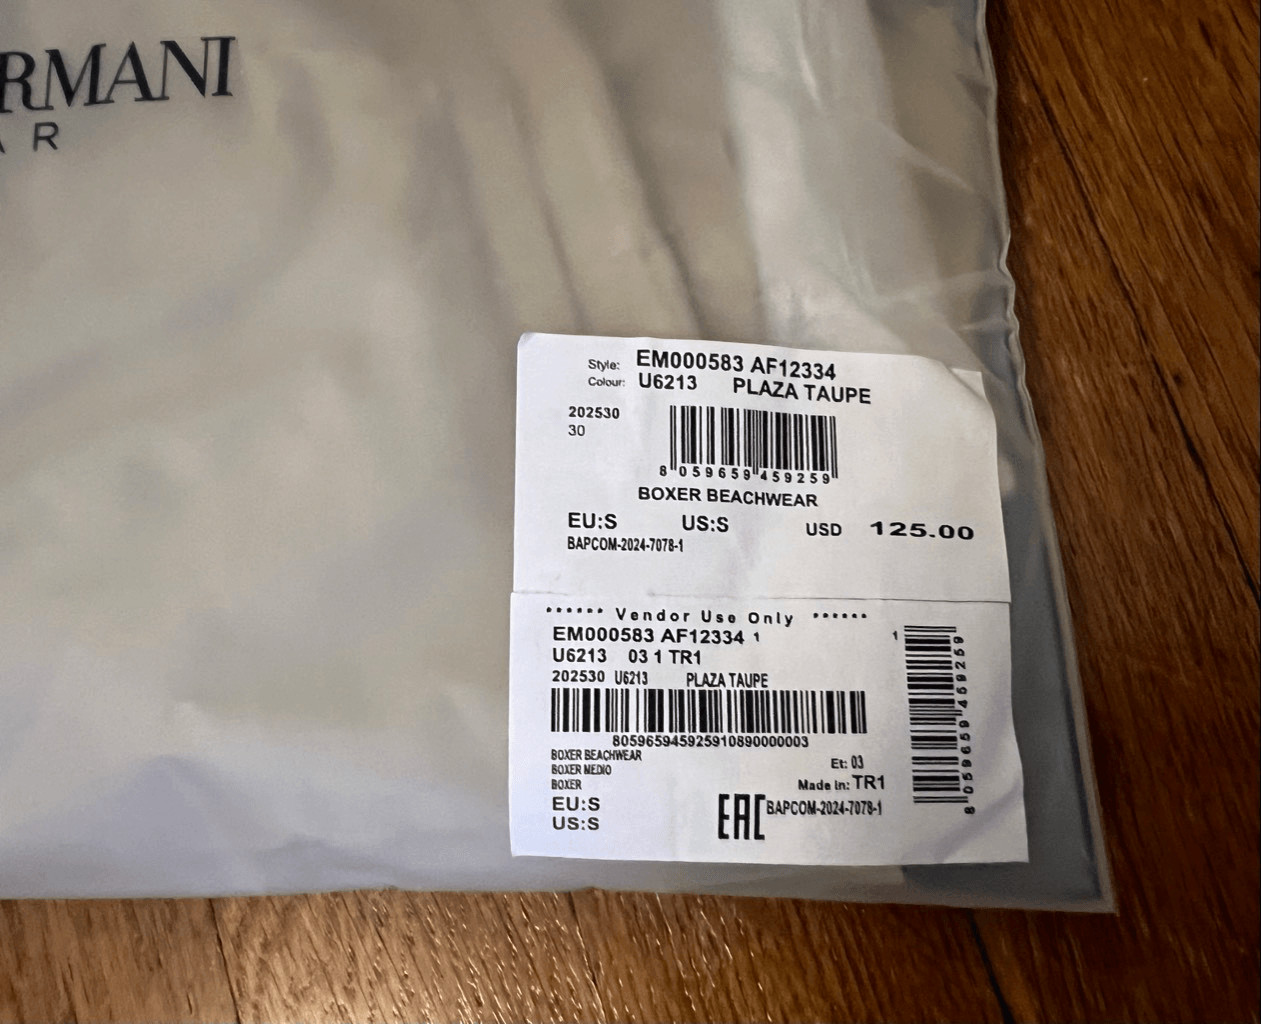 RMANI
AR
Style: EM000583 AF12334
Colour: U6213 PLAZA TAUPE
202530
30
8 059659 459259
BOXER BEACHWEAR
EU:S US:S USD 125.00
BAPCOM-2024-7078-1
······ Vendor Use Only ······
EM000583 AF12334 1
1
U6213 03 1 TR1
202530 U6213 PLAZA TAUPE
805965945925910890000003
BOXER BEACHWEAR
BOXER MEDIO
BOXER
Et: 03
Made in: TR1
EU:S
US:S
EAC BAPCOM-2024-7078-1
8 059659 459259